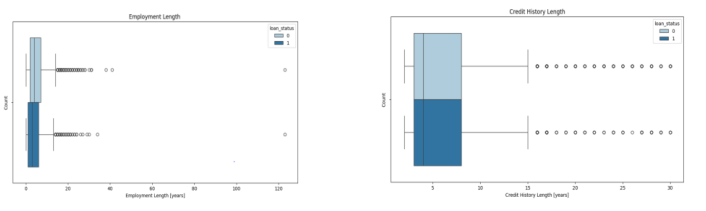 Employment Length
loan_status
0
1
Count
0
20
40
60
80
100
120
Employment Length [years]
Credit History Length
loan_status
0
1
Count
5
10
15
20
25
30
Credit History Length [years]